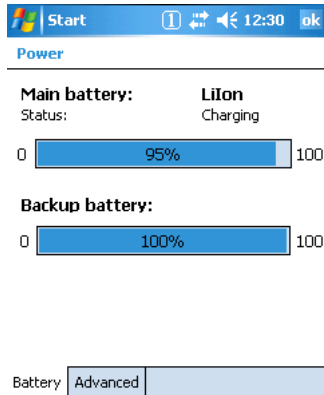 Start 1 12:30 ok
Power
Main battery: LiIon
Status: Charging
0 95% 100
Backup battery:
0 100% 100
Battery Advanced